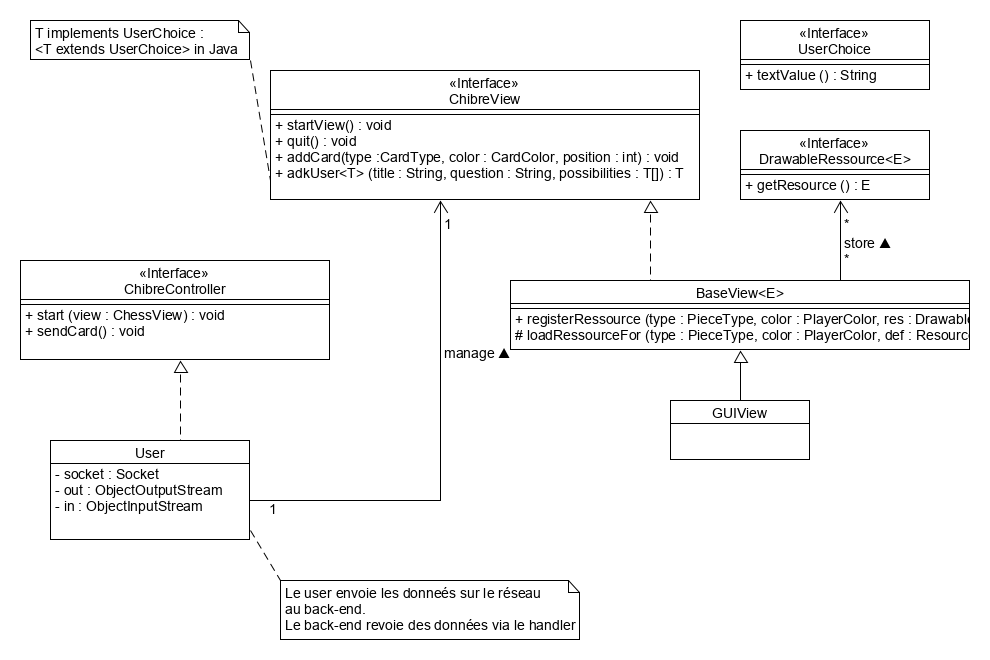 T implements UserChoice :
<T extends UserChoice> in Java
«Interface»
UserChoice
+ textValue () : String
«Interface»
ChibreView
+ startView() : void
+ quit() : void
+ addCard(type :CardType, color : CardColor, position : int) : void
+ adkUser<T> (title : String, question : String, possibilities : T[]) : T
«Interface»
DrawableRessource<E>
+ getResource () : E
1
*
store ▲
*
«Interface»
ChibreController
+ start (view : ChessView) : void
+ sendCard() : void
BaseView<E>
+ registerRessource (type : PieceType, color : PlayerColor, res : Drawable
# loadRessourceFor (type : PieceType, color : PlayerColor, def : Resourc
manage ▲
GUIView
User
- socket : Socket
- out : ObjectOutputStream
- in : ObjectInputStream
1
Le user envoie les donneés sur le réseau
au back-end.
Le back-end revoie des données via le handler